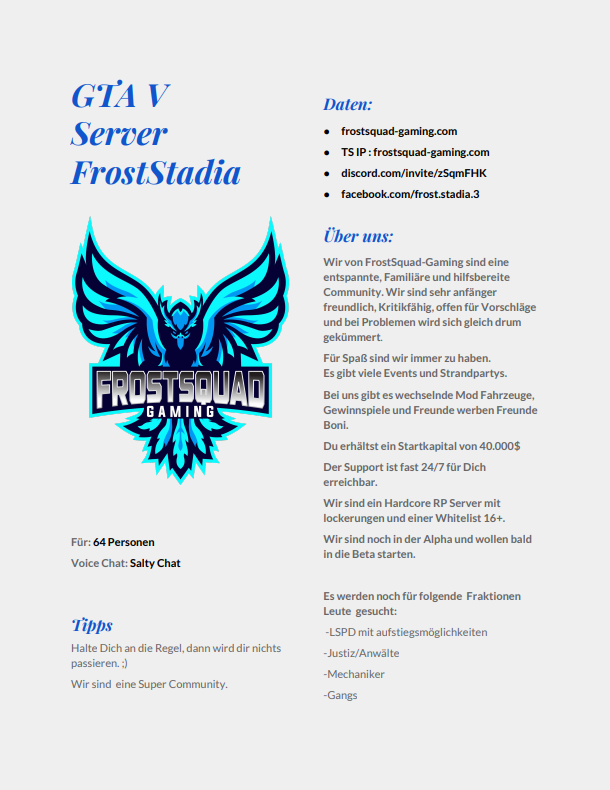 GTA V
Server
FrostStadia
FROSTSQUAD
GAMING
Für: 64 Personen
Voice Chat: Salty Chat
Tipps
Halte Dich an die Regel, dann wird dir nichts
passieren. ;)
Wir sind eine Super Community.
Daten:
● frostsquad-gaming.com
● TS IP : frostsquad-gaming.com
● discord.com/invite/zSqmFHK
● facebook.com/frost.stadia.3
Über uns:
Wir von FrostSquad-Gaming sind eine
entspannte, Familiäre und hilfsbereite
Community. Wir sind sehr anfänger
freundlich, Kritikfähig, offen für Vorschläge
und bei Problemen wird sich gleich drum
gekümmert.
Für Spaß sind wir immer zu haben.
Es gibt viele Events und Strandpartys.
Bei uns gibt es wechselnde Mod Fahrzeuge,
Gewinnspiele und Freunde werben Freunde
Boni.
Du erhältst ein Startkapital von 40.000$
Der Support ist fast 24/7 für Dich
erreichbar.
Wir sind ein Hardcore RP Server mit
lockerungen und einer Whitelist 16+.
Wir sind noch in der Alpha und wollen bald
in die Beta starten.
Es werden noch für folgende Fraktionen
Leute gesucht:
-LSPD mit aufstiegsmöglichkeiten
-Justiz/Anwälte
-Mechaniker
-Gangs